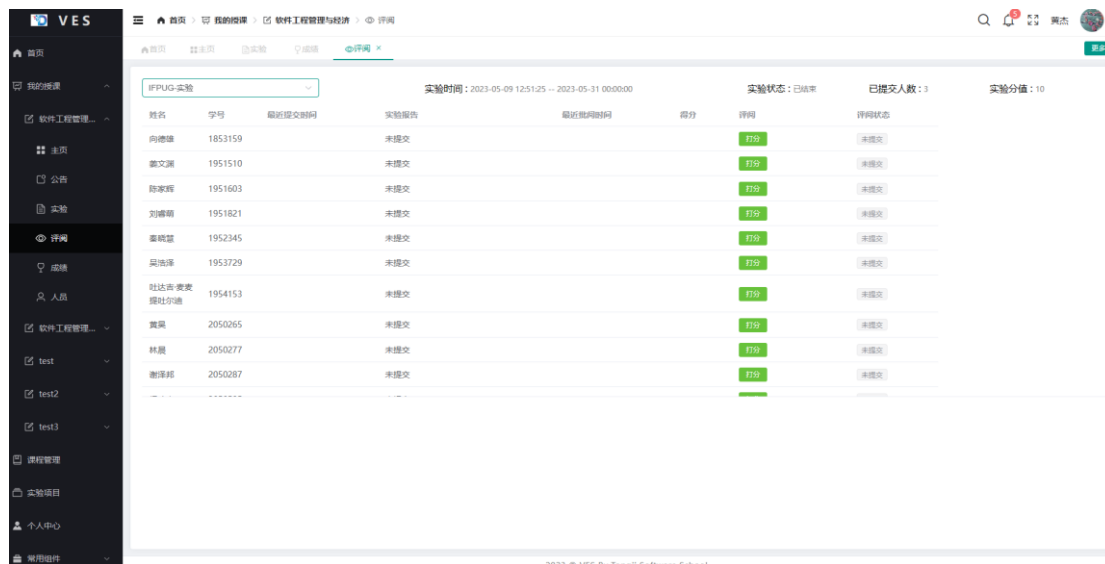 VES
首页 > 我的授课 > 软件工程管理与经济 > 评阅
5
黄杰
首页
主页
实验
成绩
评阅 ×
更多
首页
我的授课
软件工程管理...
主页
公告
实验
评阅
成绩
人员
软件工程管理...
test
test2
test3
课程管理
实验项目
个人中心
常用组件
IFPUG-实验
实验时间：2023-05-09 12:51:25 -- 2023-05-31 00:00:00
实验状态：已结束
已提交人数：3
实验分值：10
姓名 学号 最近提交时间 实验报告 最近批阅时间 得分 评阅 评阅状态
向德雄 1853159 未提交 打分 未提交
姜文渊 1951510 未提交 打分 未提交
陈家辉 1951603 未提交 打分 未提交
刘睿萌 1951821 未提交 打分 未提交
秦晓慧 1952345 未提交 打分 未提交
吴浩泽 1953729 未提交 打分 未提交
吐达吉·麦麦
提吐尔迪 1954153 未提交 打分 未提交
黄昊 2050265 未提交 打分 未提交
林晨 2050277 未提交 打分 未提交
谢泽邦 2050287 未提交 打分 未提交